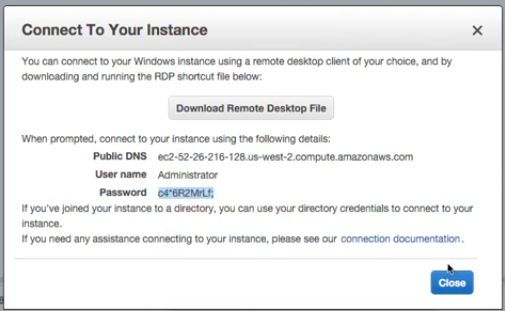 Connect To Your Instance
You can connect to your Windows instance using a remote desktop client of your choice, and by
downloading and running the RDP shortcut file below:
Download Remote Desktop File
When prompted, connect to your instance using the following details:
Public DNS ec2-52-26-216-128.us-west-2.compute.amazonaws.com
User name Administrator
Password c4*6R2MrLf;
If you've joined your instance to a directory, you can use your directory credentials to connect to your
instance.
If you need any assistance connecting to your instance, please see our connection documentation.
Close